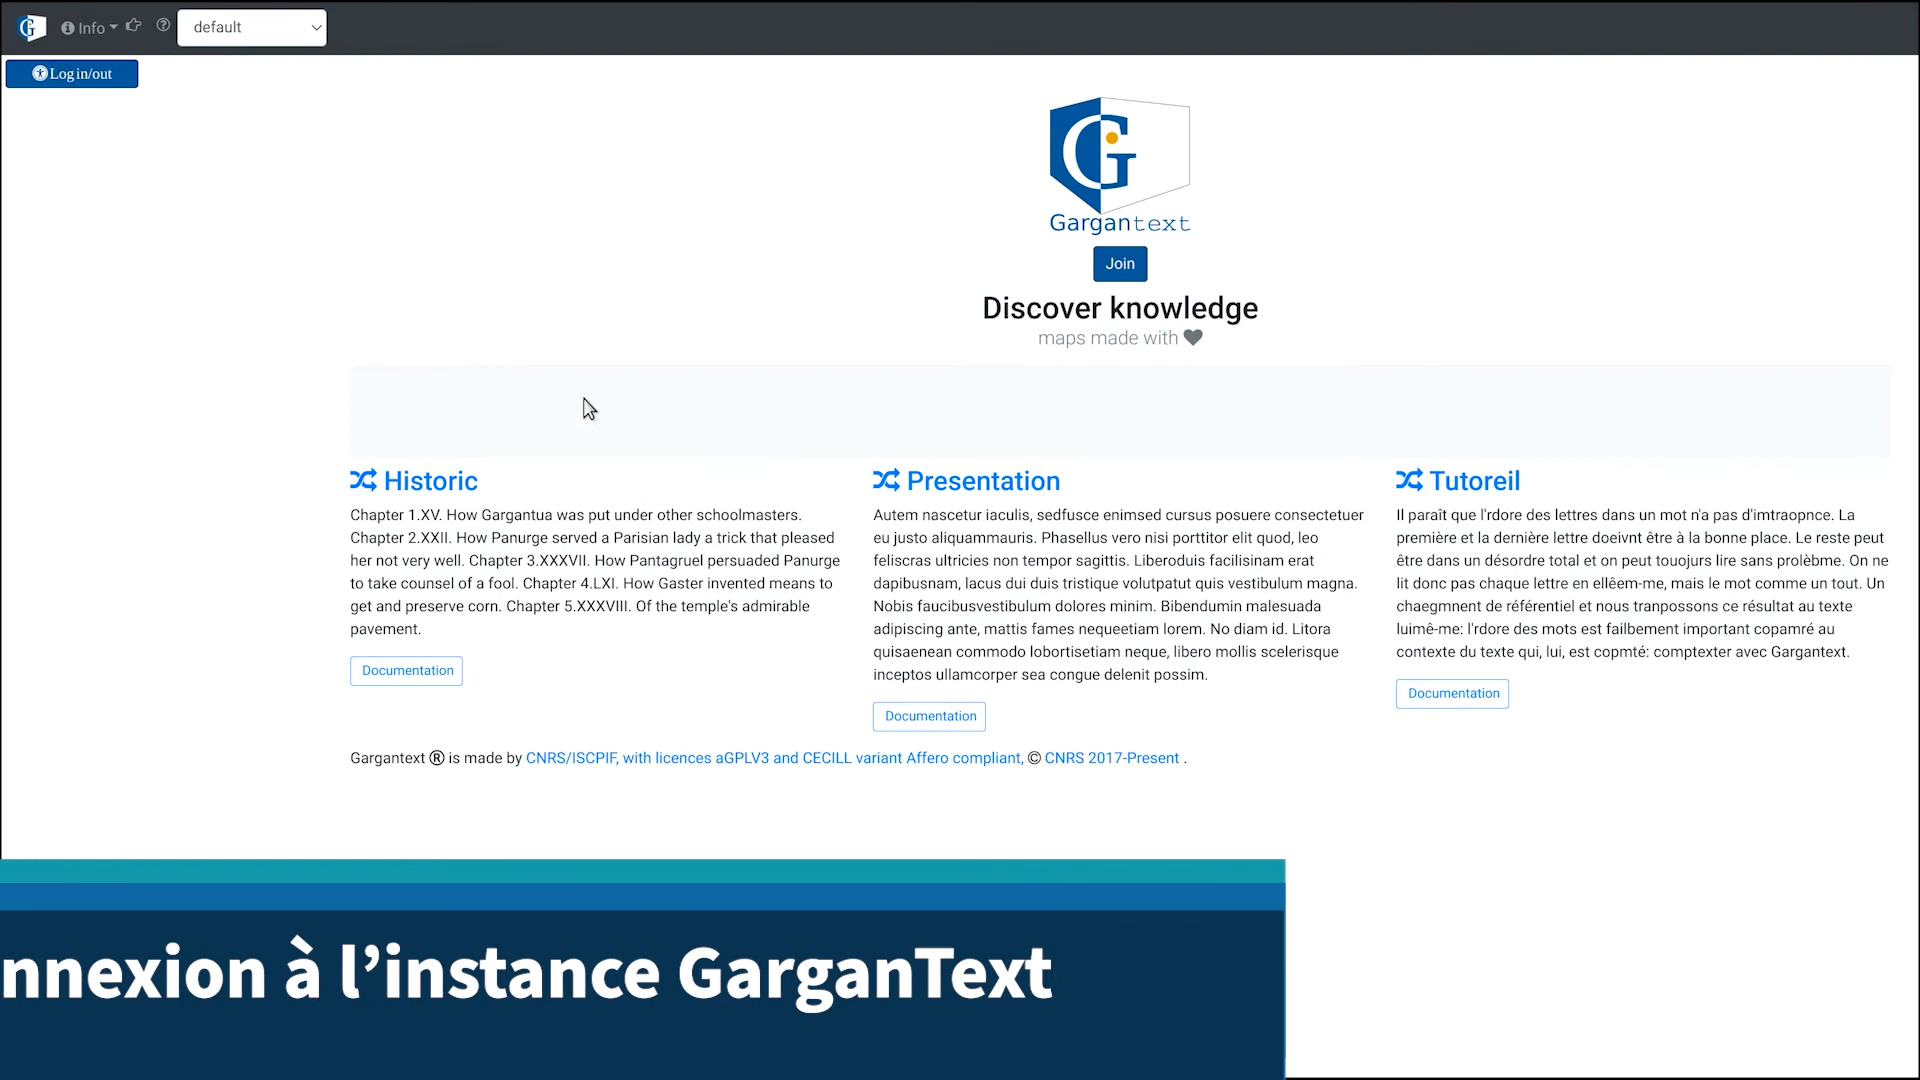 Info
default
Log in/out
G
Gargantext
Join
Discover knowledge
maps made with
Historic
Chapter 1.XV. How Gargantua was put under other schoolmasters.
Chapter 2.XXII. How Panurge served a Parisian lady a trick that pleased
her not very well. Chapter 3.XXXVII. How Pantagruel persuaded Panurge
to take counsel of a fool. Chapter 4.LXI. How Gaster invented means to
get and preserve corn. Chapter 5.XXXVIII. Of the temple's admirable
pavement.
Documentation
Presentation
Autem nascetur iaculis, sedfusce enimsed cursus posuere consectetuer
eu justo aliquammauris. Phasellus vero nisi porttitor elit quod, leo
feliscras ultricies non tempor sagittis. Liberoduis facilisinam erat
dapibusnam, lacus dui duis tristique volutpatut quis vestibulum magna.
Nobis faucibusvestibulum dolores minim. Bibendumin malesuada
adipiscing ante, mattis fames nequeetiam lorem. No diam id. Litora
quisaenean commodo lobortisetiam neque, libero mollis scelerisque
inceptos ullamcorper sea congue delenit possim.
Documentation
Tutoreil
Il paraît que l'rdore des lettres dans un mot n'a pas d'imtraopnce. La
première et la dernière lettre doeivnt être à la bonne place. Le reste peut
être dans un désordre total et on peut touojurs lire sans prolèbme. On ne
lit donc pas chaque lettre en ellêem-me, mais le mot comme un tout. Un
chaegmnent de référentiel et nous tranpossons ce résultat au texte
luimê-me: l'rdore des mots est failbement important copamré au
contexte du texte qui, lui, est copmté: comptexter avec Gargantext.
Documentation
Gargantext ® is made by CNRS/ISCPIF, with licences aGPLV3 and CECILL variant Affero compliant, © CNRS 2017-Present .
nnexion à l’instance GarganText